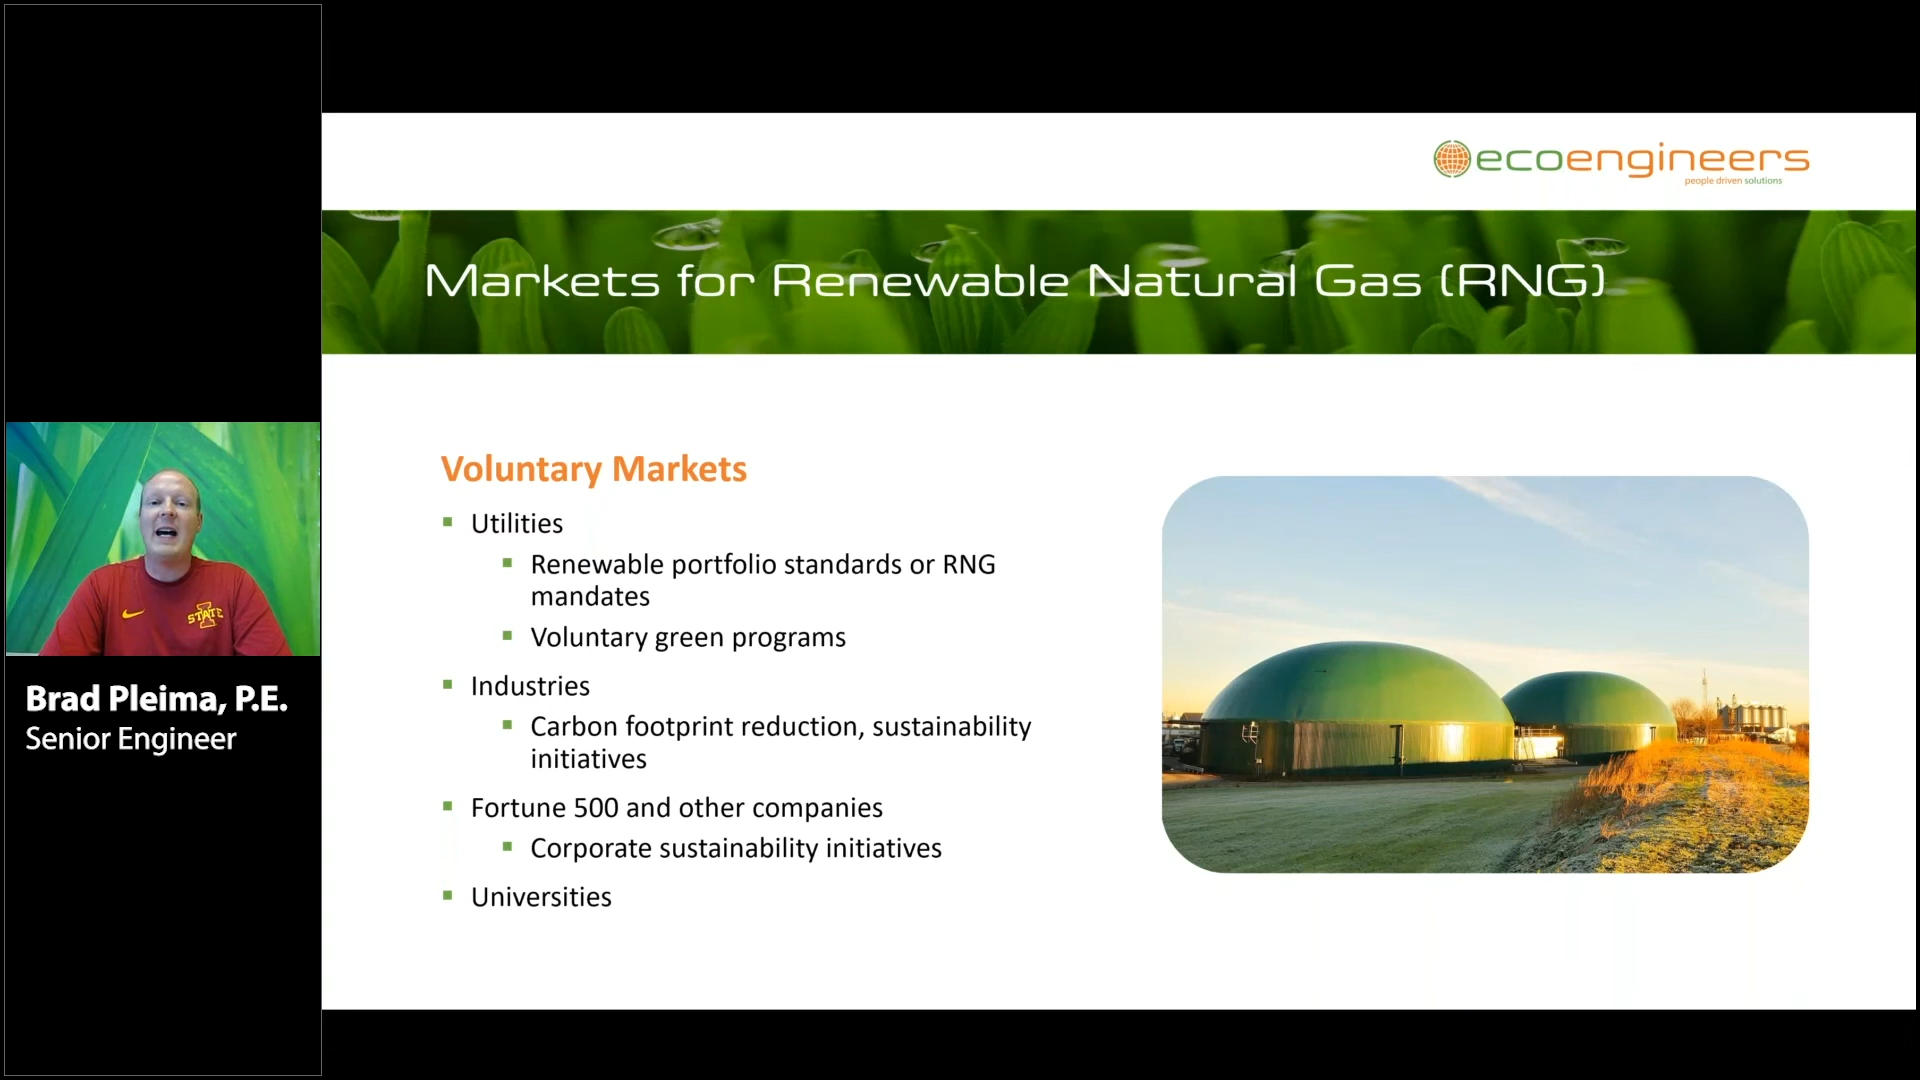 ecoengineers
people driven solutions
Markets for Renewable Natural Gas (RNG)
Voluntary Markets
Utilities
Renewable portfolio standards or RNG
mandates
Voluntary green programs
Industries
Carbon footprint reduction, sustainability
initiatives
Fortune 500 and other companies
Corporate sustainability initiatives
Universities
STATE
Brad Pleima, P.E.
Senior Engineer